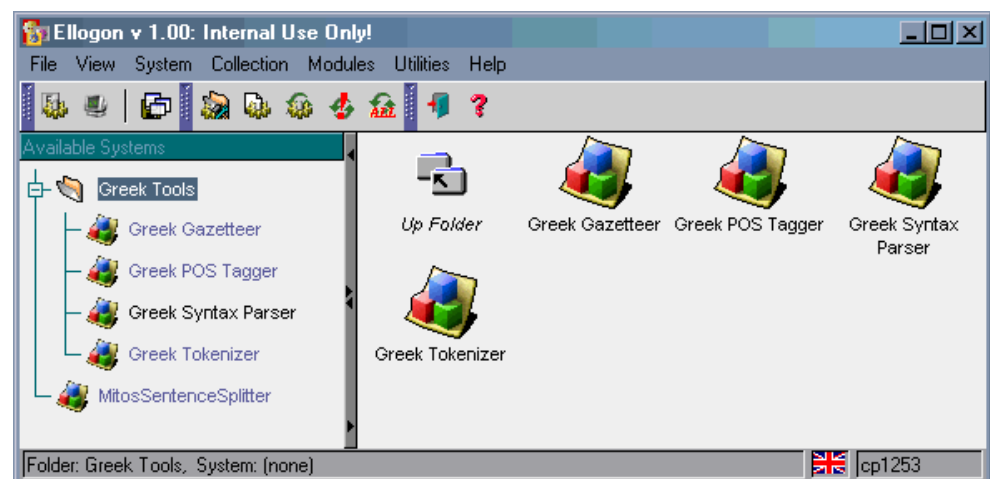 Ellogon v 1.00: Internal Use Only!
File View System Collection Modules Utilities Help
ABL
Available Systems
Greek Tools
Greek Gazetteer
Greek POS Tagger
Greek Syntax Parser
Greek Tokenizer
MitosSentenceSplitter
Up Folder
Greek Gazetteer
Greek POS Tagger
Greek Syntax
Parser
Greek Tokenizer
Folder: Greek Tools, System: (none)
cp1253